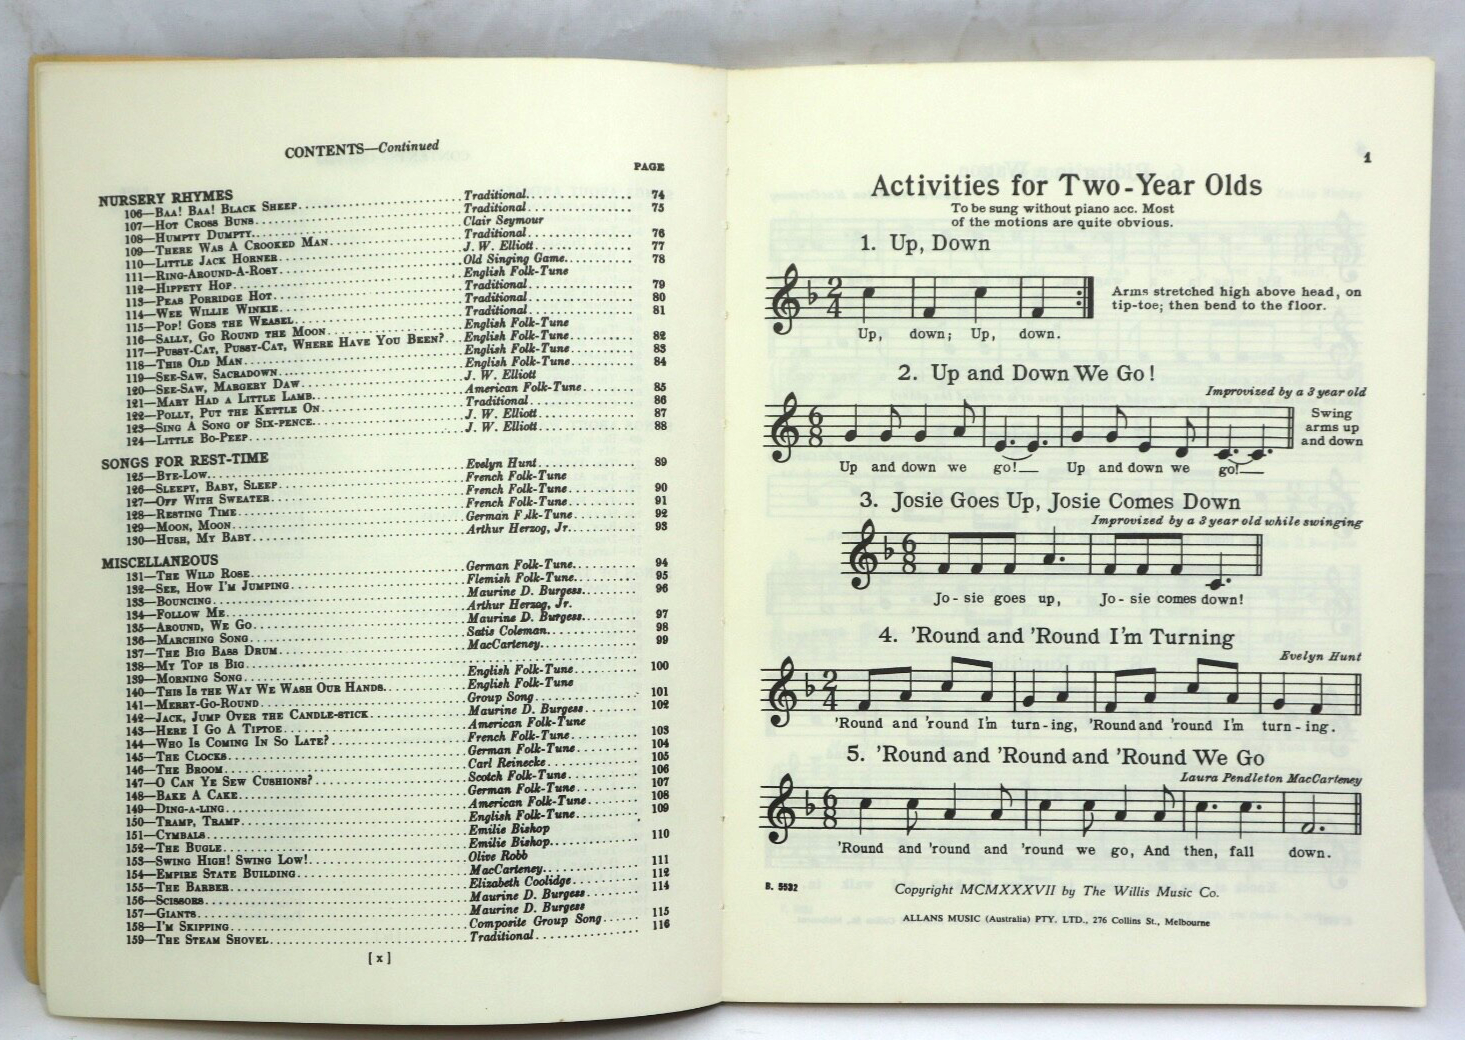 CONTENTS—Continued
PAGE
NURSERY RHYMES
106—BAA! BAA! BLACK SHEEP Traditional 74
107—HOT CROSS BUNS Traditional 75
108—HUMPTY DUMPTY Clair Seymour
109—THERE WAS A CROOKED MAN Traditional 76
110—LITTLE JACK HORNER J. W. Elliott 77
111—RING-AROUND-A-ROSY Old Singing Game 78
112—HIPPETY HOP English Folk-Tune
113—PEAS PORRIDGE HOT Traditional 79
114—WEE WILLIE WINKIE Traditional 80
115—POP! GOES THE WEASEL Traditional 81
116—SALLY, GO ROUND THE MOON English Folk-Tune
117—PUSSY-CAT, PUSSY-CAT, WHERE HAVE YOU BEEN? English Folk-Tune 82
118—THIS OLD MAN English Folk-Tune 83
119—SEE-SAW, SACRADOWN English Folk-Tune 84
120—SEE-SAW, MARGERY DAW J. W. Elliott
121—MARY HAD A LITTLE LAMB American Folk-Tune 85
122—POLLY, PUT THE KETTLE ON Traditional 86
123—SING A SONG OF SIX-PENCE J. W. Elliott 87
124—LITTLE BO-PEEP J. W. Elliott 88
SONGS FOR REST-TIME
125—BYE-LOW Evelyn Hunt 89
126—SLEEPY, BABY, SLEEP French Folk-Tune
127—OFF WITH SWEATER French Folk-Tune 90
128—RESTING TIME French Folk-Tune 91
129—MOON, MOON German Folk-Tune 92
130—HUSH, MY BABY Arthur Herzog, Jr. 93
MISCELLANEOUS
131—THE WILD ROSE German Folk-Tune 94
132—SEE, HOW I'M JUMPING Flemish Folk-Tune 95
133—BOUNCING Maurine D. Burgess 96
134—FOLLOW ME Arthur Herzog, Jr.
135—AROUND, WE GO Maurine D. Burgess 97
136—MARCHING SONG Satis Coleman 98
137—THE BIG BASS DRUM MacCarteney 99
138—MY TOP IS BIG
139—MORNING SONG English Folk-Tune 100
140—THIS IS THE WAY WE WASH OUR HANDS English Folk-Tune
141—MERRY-GO-ROUND Group Song 101
142—JACK, JUMP OVER THE CANDLE-STICK Maurine D. Burgess 102
143—HERE I GO A TIPTOE American Folk-Tune
144—WHO IS COMING IN SO LATE? French Folk-Tune 103
145—THE CLOCKS German Folk-Tune 104
146—THE BROOM Carl Reinecke 105
147—O CAN YE SEW CUSHIONS? Scotch Folk-Tune 106
148—BAKE A CAKE German Folk-Tune 107
149—DING-A-LING American Folk-Tune 108
150—TRAMP, TRAMP English Folk-Tune 109
151—CYMBALS Emilie Bishop
152—THE BUGLE Emilie Bishop 110
153—SWING HIGH! SWING LOW! Olive Robb
154—EMPIRE STATE BUILDING MacCarteney 111
155—THE BARBER Elizabeth Coolidge 112
156—SCISSORS Maurine D. Burgess 114
157—GIANTS Maurine D. Burgess
158—I'M SKIPPING Composite Group Song 115
159—THE STEAM SHOVEL Traditional 116
[ x ]
1
Activities for Two-Year Olds
To be sung without piano acc. Most
of the motions are quite obvious.
1. Up, Down
Arms stretched high above head, on
tip-toe; then bend to the floor.
Up, down; Up, down.
2. Up and Down We Go!
Improvized by a 3 year old
Swing
arms up
and down
Up and down we go! Up and down we go!
3. Josie Goes Up, Josie Comes Down
Improvized by a 3 year old while swinging
Jo - sie goes up, Jo - sie comes down!
4. 'Round and 'Round I'm Turning
Evelyn Hunt
'Round and 'round I'm turn - ing, 'Round and 'round I'm turn - ing.
5. 'Round and 'Round and 'Round We Go
Laura Pendleton MacCarteney
'Round and 'round and 'round we go, And then, fall down.
B. 5532
Copyright MCMXXXVII by The Willis Music Co.
ALLANS MUSIC (Australia) PTY. LTD., 276 Collins St., Melbourne